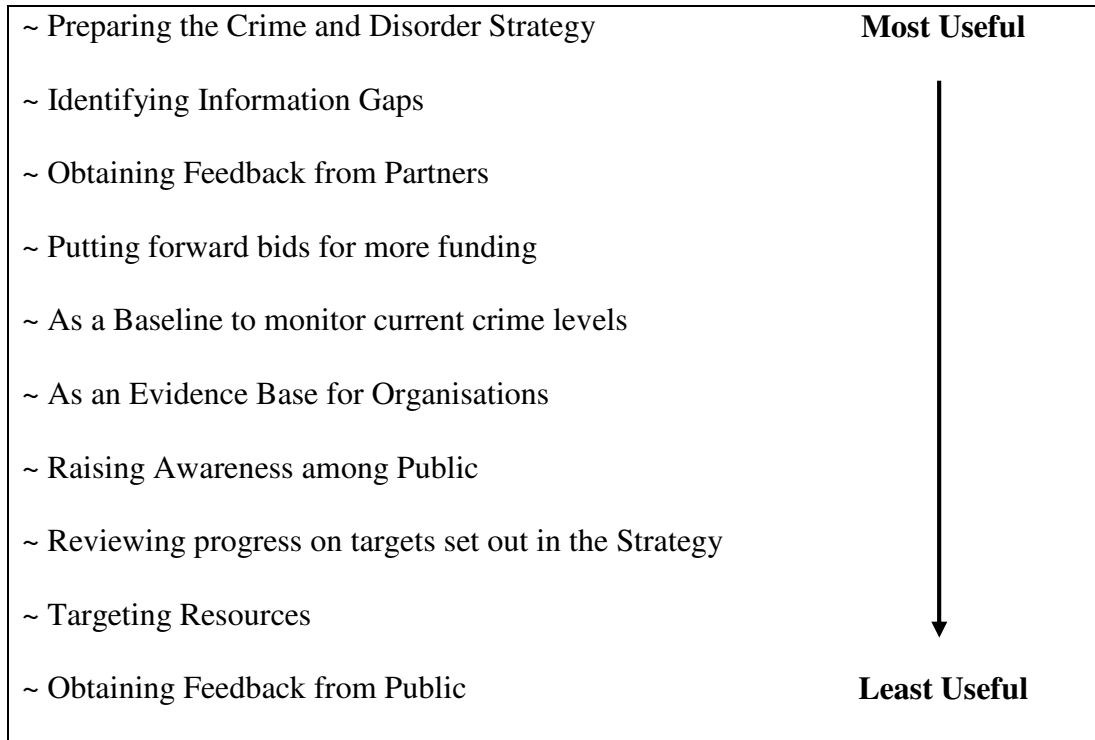 ~ Preparing the Crime and Disorder Strategy Most Useful
~ Identifying Information Gaps
~ Obtaining Feedback from Partners
~ Putting forward bids for more funding
~ As a Baseline to monitor current crime levels
~ As an Evidence Base for Organisations
~ Raising Awareness among Public
~ Reviewing progress on targets set out in the Strategy
~ Targeting Resources
~ Obtaining Feedback from Public Least Useful